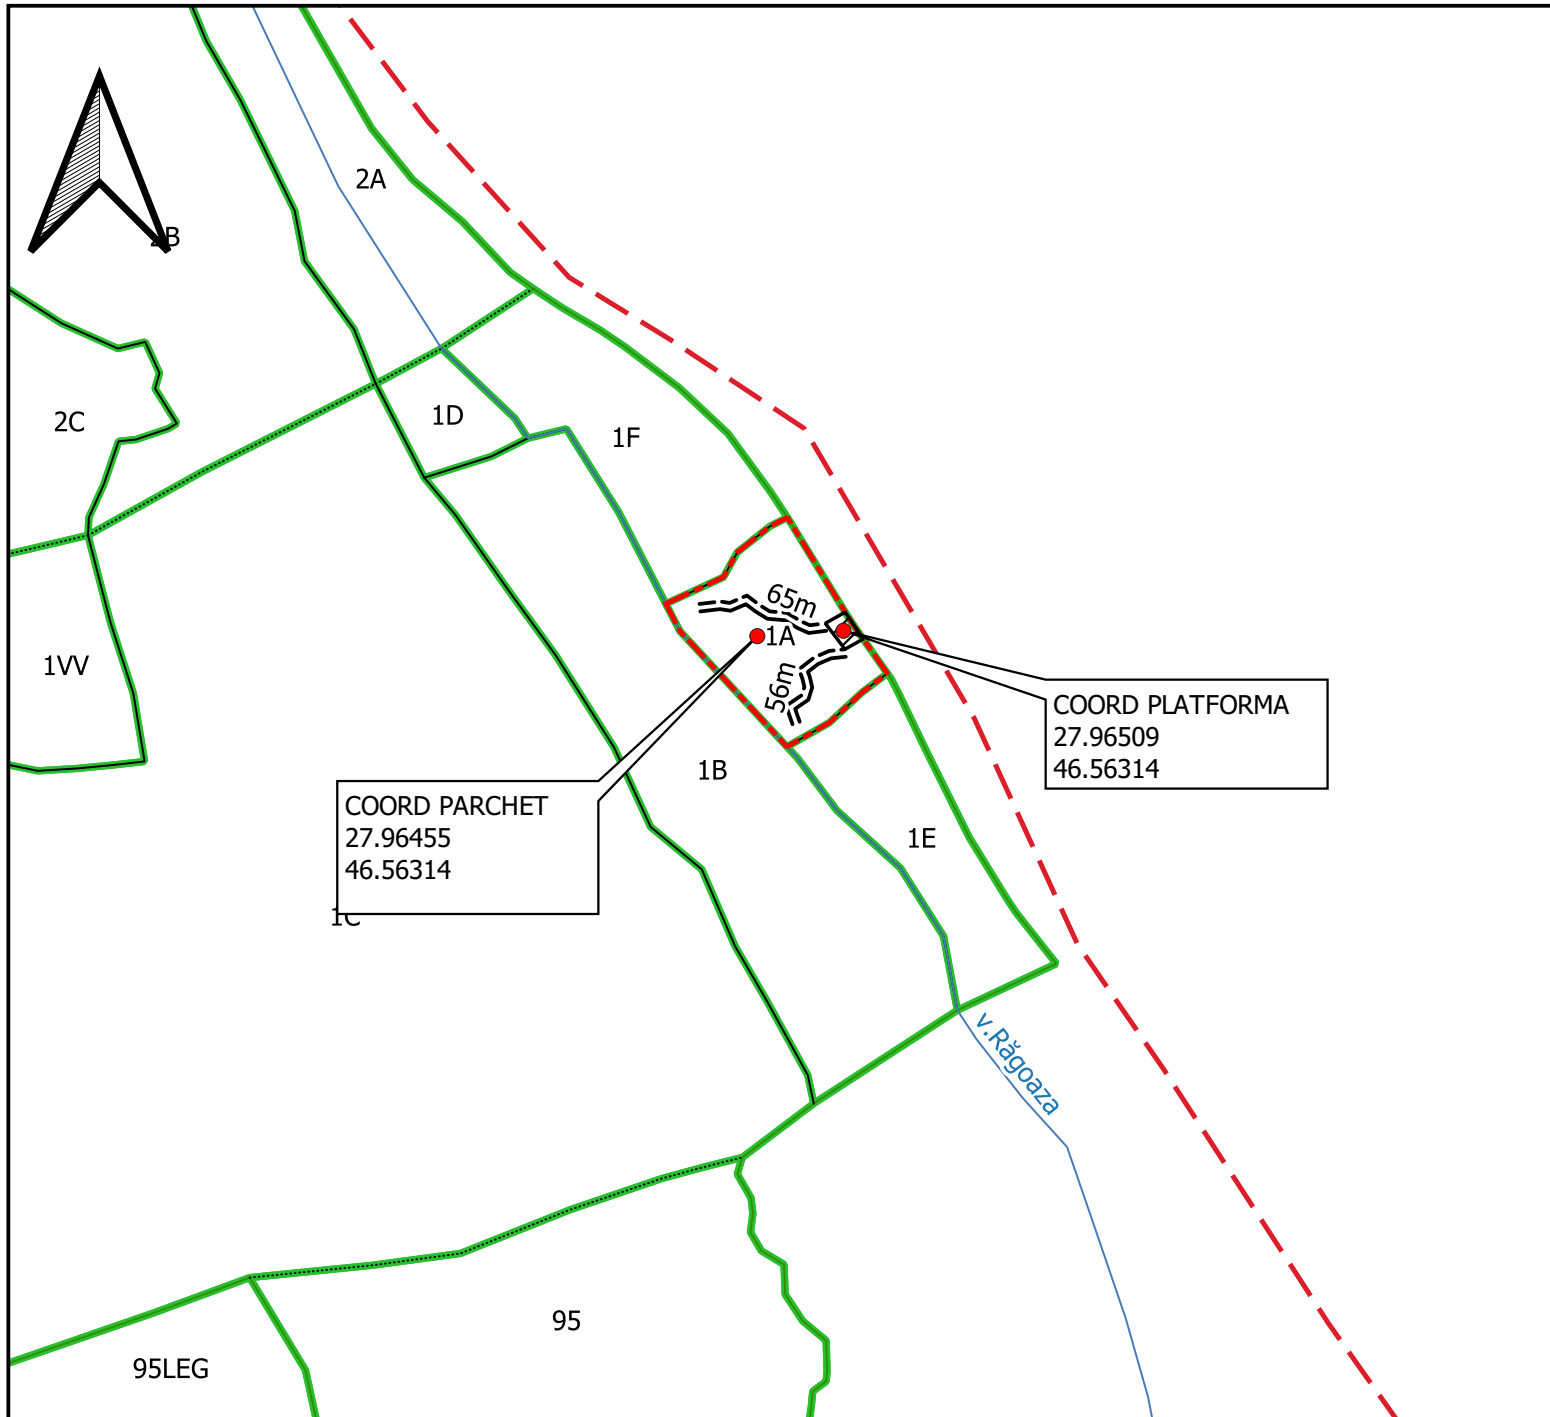 2A
2B
2C
1D
1F
65m
1A
1VV
56m
COORD PLATFORMA
27.96509
46.56314
1B
COORD PARCHET
27.96455
46.56314
1E
1C
v.Răgoaza
95
95LEG